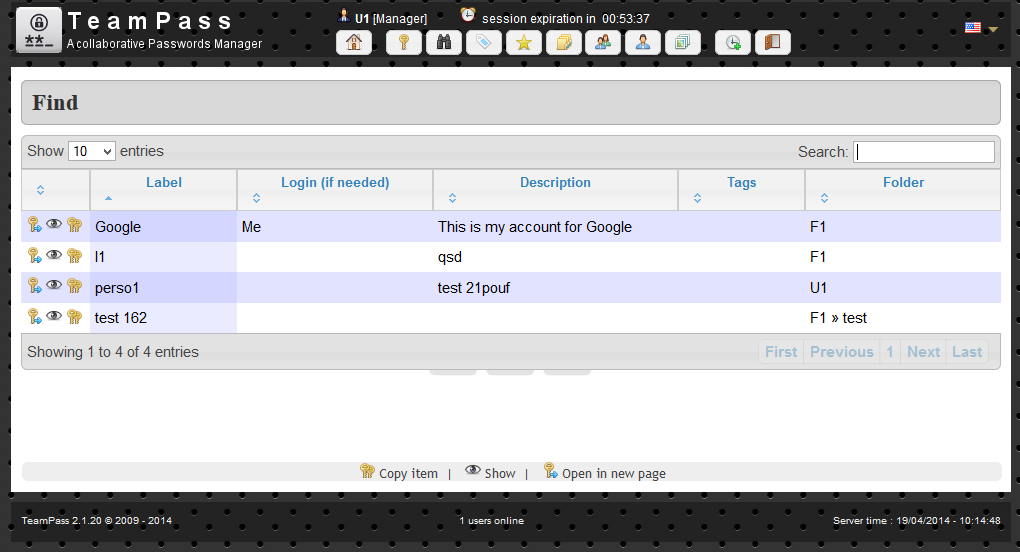 TeamPass
A collaborative Passwords Manager
U1 [Manager] session expiration in 00:53:37
Find
Show 10 entries Search:
Label Login (if needed) Description Tags Folder
Google Me This is my account for Google F1
l1 qsd F1
perso1 test 21pouf U1
test 162 F1 » test
Showing 1 to 4 of 4 entries First Previous 1 Next Last
Copy item | Show | Open in new page
TeamPass 2.1.20 © 2009 - 2014 1 users online Server time : 19/04/2014 - 10:14:48